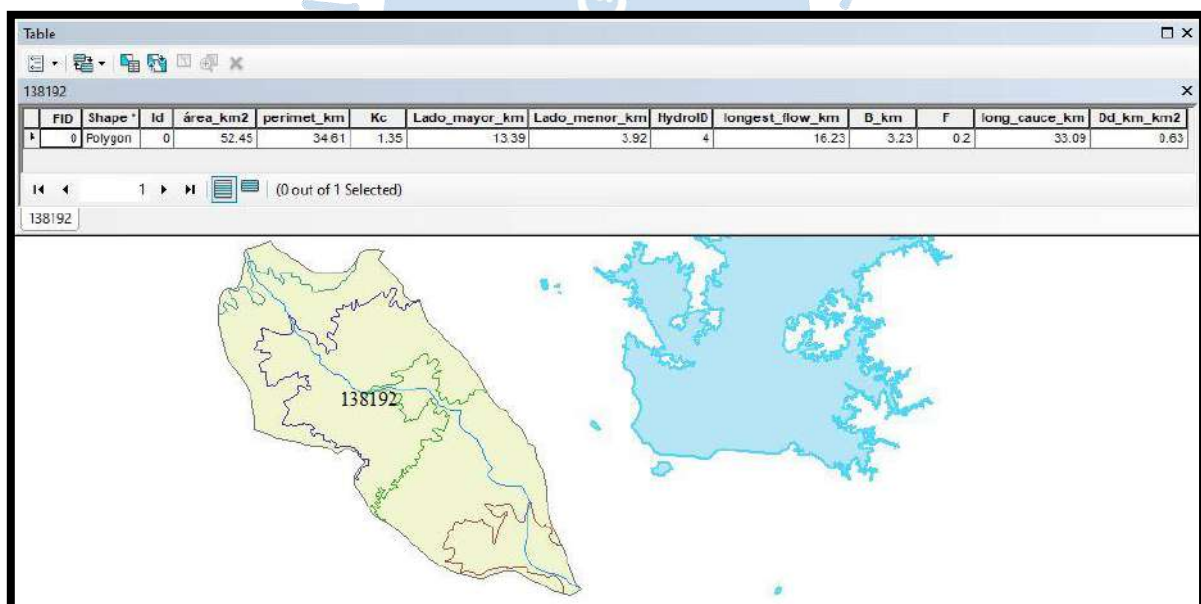 Table
138192
FID Shape * Id área_km2 perimet_km Kc Lado_mayor_km Lado_menor_km HydroID longest_flow_km B_km F long_cauce_km Dd_km_km2
0 Polygon 0 52.45 34.61 1.35 13.39 3.92 4 16.23 3.23 0.2 33.09 0.63
1 (0 out of 1 Selected)
138192
138192